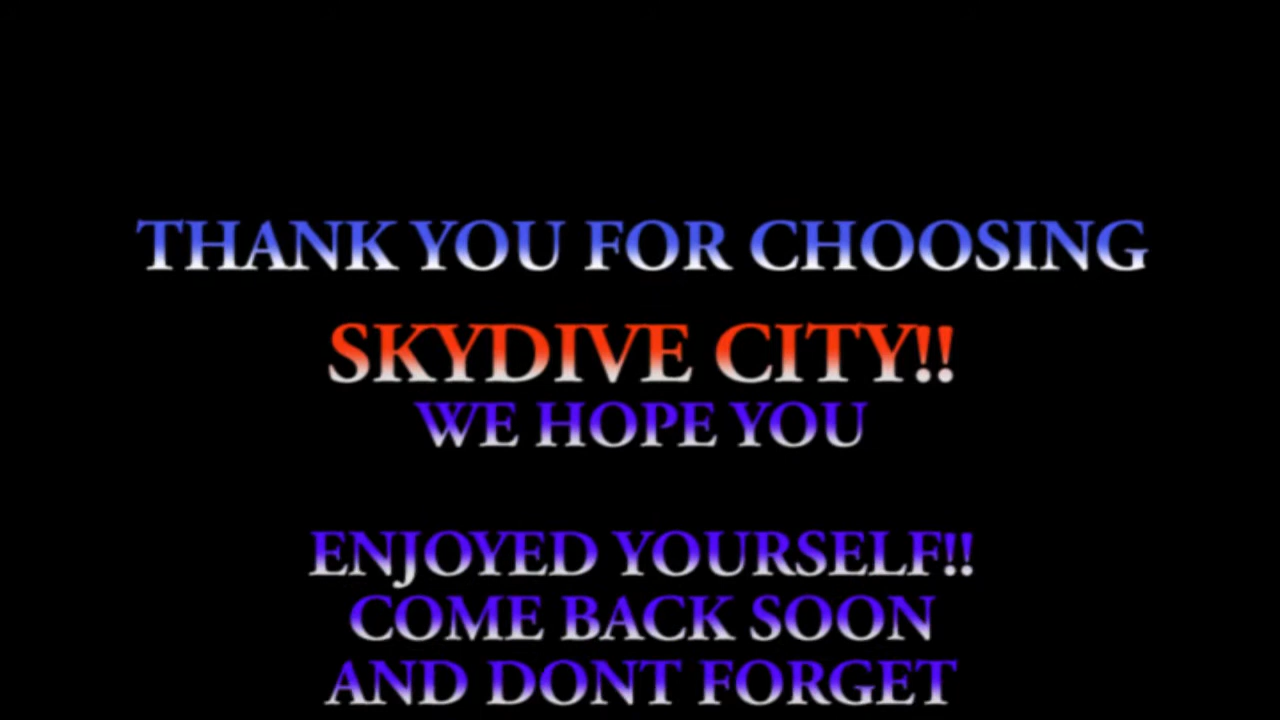 THANK YOU FOR CHOOSING
SKYDIVE CITY!!
WE HOPE YOU
ENJOYED YOURSELF!!
COME BACK SOON
AND DONT FORGET